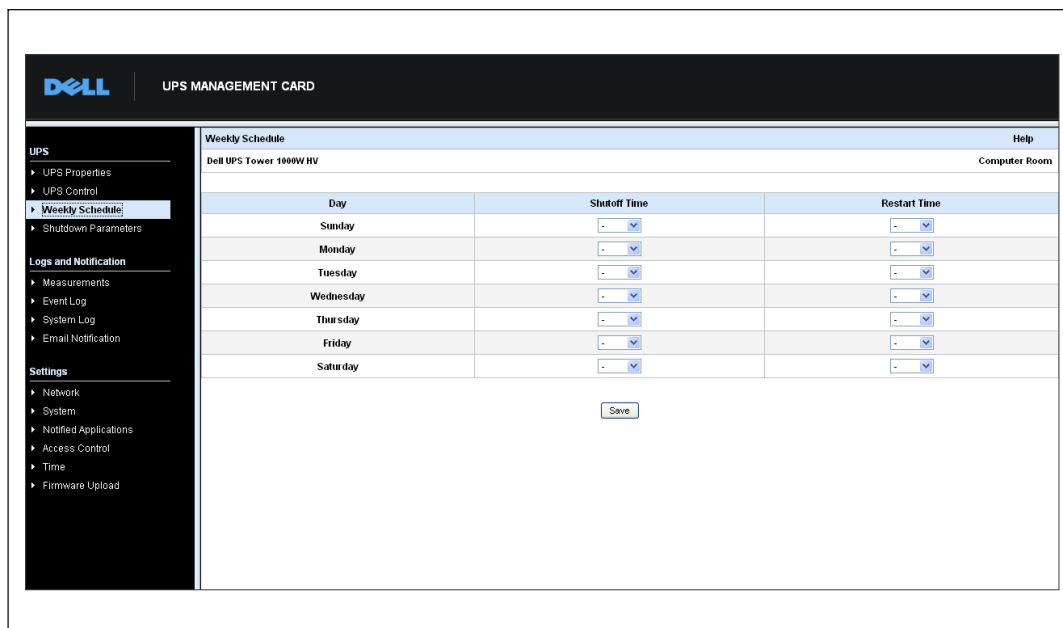 DELL
UPS MANAGEMENT CARD
UPS
UPS Properties
UPS Control
Weekly Schedule
Shutdown Parameters
Logs and Notification
Measurements
Event Log
System Log
Email Notification
Settings
Network
System
Notified Applications
Access Control
Time
Firmware Upload
Weekly Schedule Help
Dell UPS Tower 1000W HV Computer Room
Day Shutoff Time Restart Time
Sunday - -
Monday - -
Tuesday - -
Wednesday - -
Thursday - -
Friday - -
Saturday - -
Save